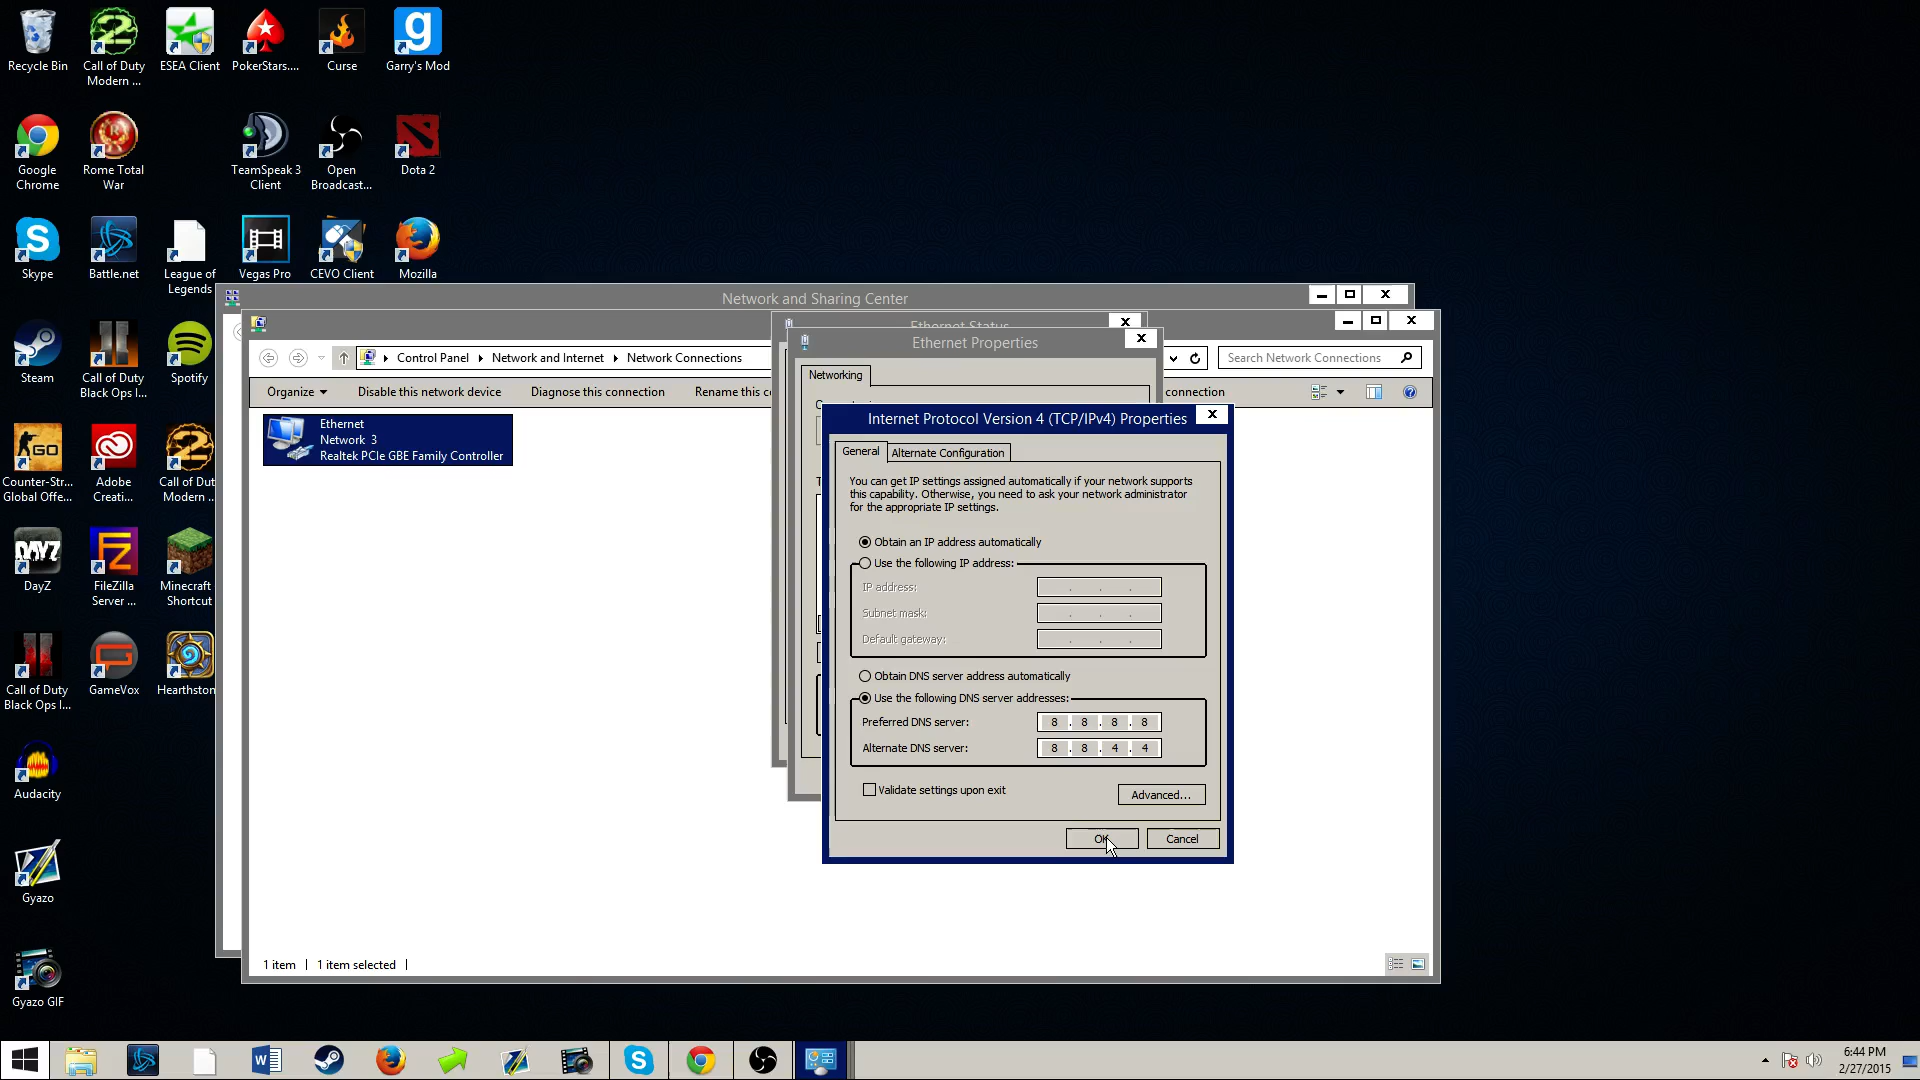 Recycle Bin
Call of Duty
Modern ...
ESEA Client
PokerStars....
Curse
Garry's Mod
Google
Chrome
Rome Total
War
TeamSpeak 3
Client
Open
Broadcast...
Dota 2
Skype
Battle.net
League of
Legends
Vegas Pro
CEVO Client
Mozilla
Steam
Call of Duty
Black Ops I...
Spotify
Counter-Str...
Global Offe...
Adobe
Creati...
Call of Dut
Modern ..
DayZ
FileZilla
Server ...
Minecraft
Shortcut
Call of Duty
Black Ops I...
GameVox
Hearthston
Audacity
Gyazo
Gyazo GIF
Network and Sharing Center
Ethernet Status
Ethernet Properties
Control Panel
Network and Internet
Network Connections
Search Network Connections
Organize
Disable this network device
Diagnose this connection
Rename this co
connection
Ethernet
Network 3
Realtek PCIe GBE Family Controller
Networking
Internet Protocol Version 4 (TCP/IPv4) Properties
General
Alternate Configuration
You can get IP settings assigned automatically if your network supports
this capability. Otherwise, you need to ask your network administrator
for the appropriate IP settings.
Obtain an IP address automatically
Use the following IP address:
IP address:
Subnet mask:
Default gateway:
Obtain DNS server address automatically
Use the following DNS server addresses:
Preferred DNS server: 8 . 8 . 8 . 8
Alternate DNS server: 8 . 8 . 4 . 4
Validate settings upon exit
Advanced...
OK
Cancel
1 item
1 item selected
6:44 PM
2/27/2015